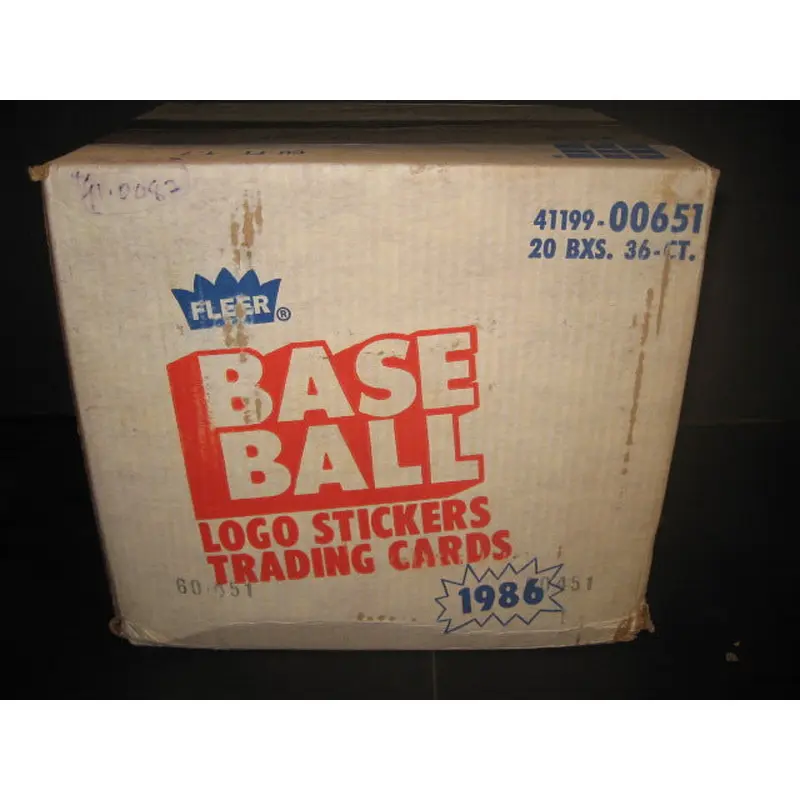 41199-00651
20 BXS. 36-CT.
FLEER®
BASE
BALL
LOGO STICKERS
TRADING CARDS
1986